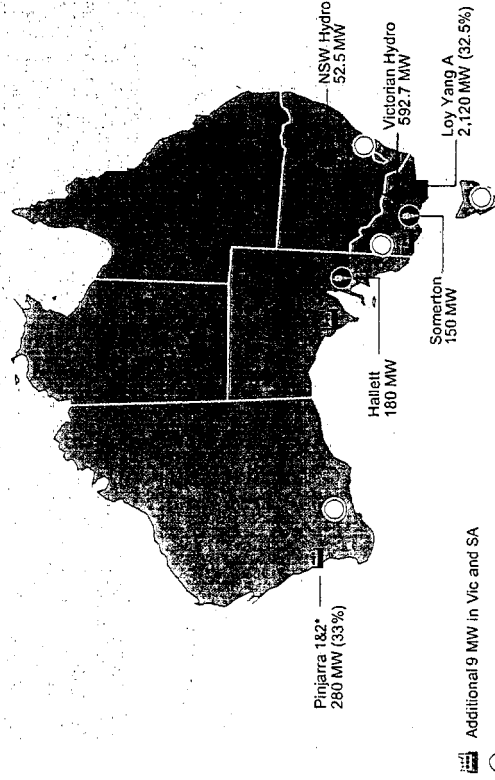 NSW Hydro
52.5 MW
Victorian Hydro
592.7 MW
Loy Yang A
2,120 MW (32.5%)
Somerton
150 MW
Hallett
180 MW
Pinjarra 1&2*
280 MW (33%)
Additional 9 MW in Vic and SA